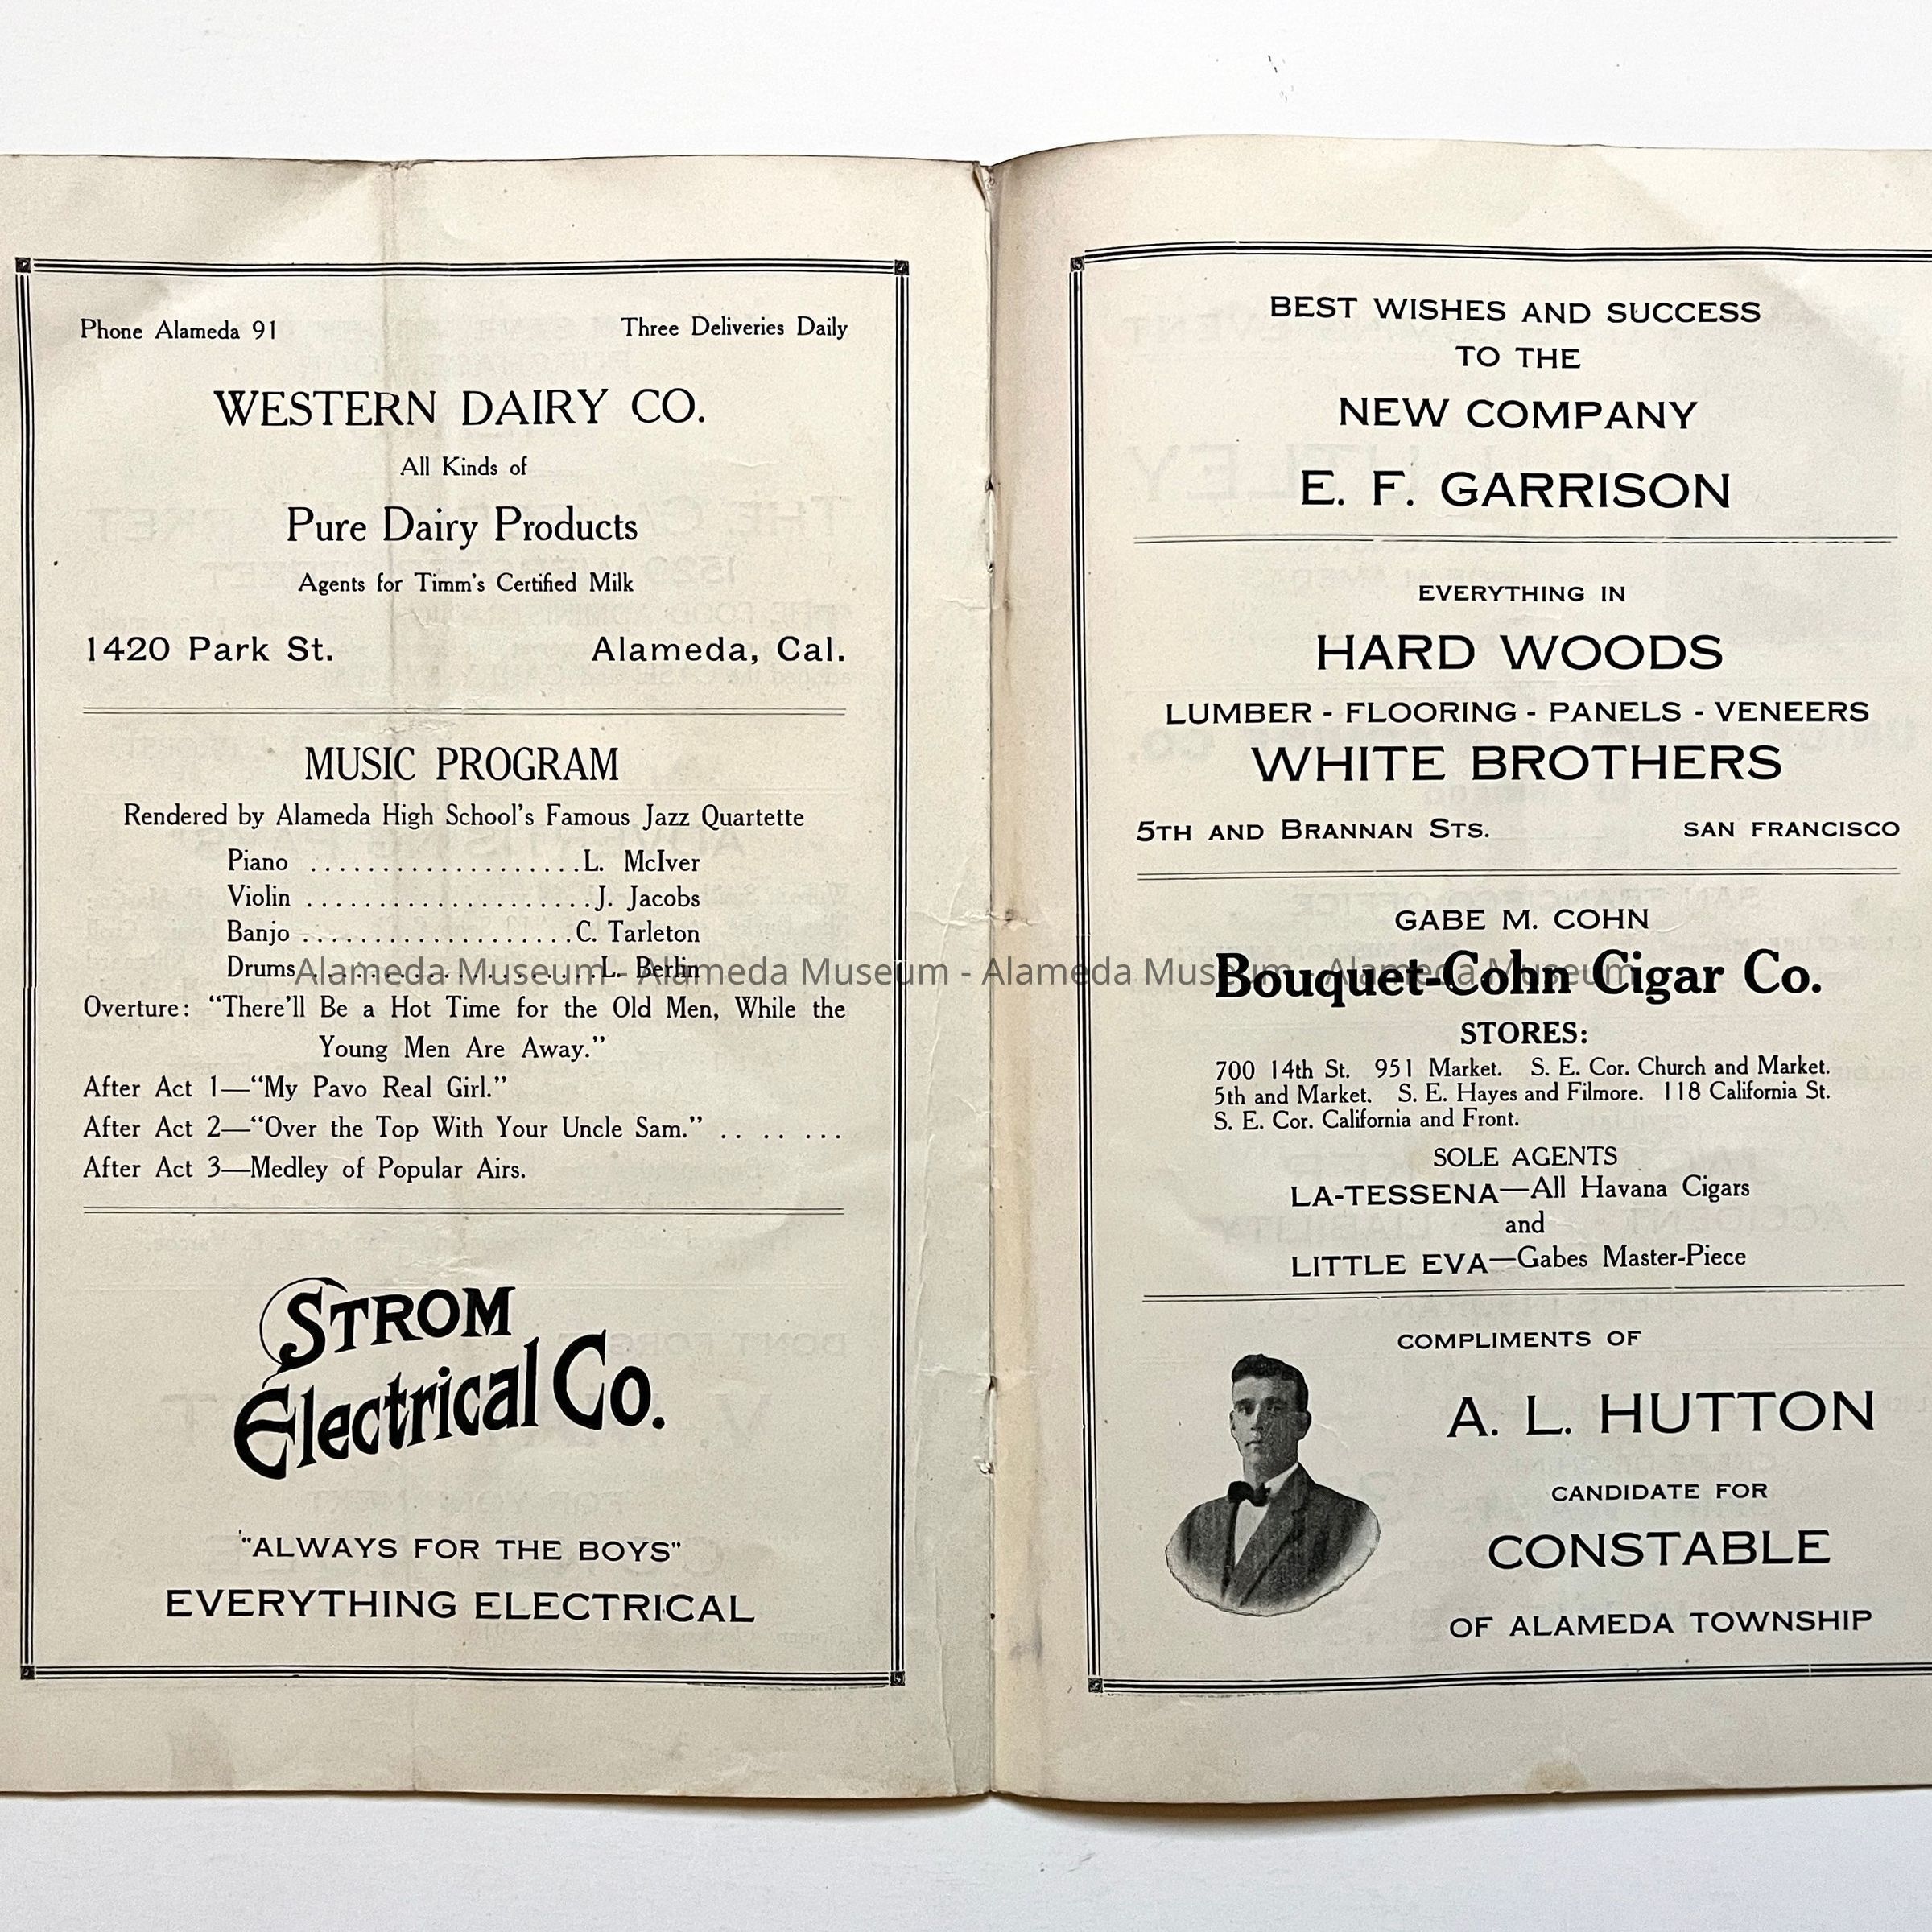 Phone Alameda 91 Three Deliveries Daily
WESTERN DAIRY CO.
All Kinds of
Pure Dairy Products
Agents for Timm's Certified Milk
1420 Park St. Alameda, Cal.
MUSIC PROGRAM
Rendered by Alameda High School's Famous Jazz Quartette
Piano ...................L. McIver
Violin ....................J. Jacobs
Banjo ...................C. Tarleton
Drums.....................L. Berlin
Overture: "There'll Be a Hot Time for the Old Men, While the
Young Men Are Away."
After Act 1—"My Pavo Real Girl."
After Act 2—"Over the Top With Your Uncle Sam." .. .. ...
After Act 3—Medley of Popular Airs.
STROM
Electrical Co.
"ALWAYS FOR THE BOYS"
EVERYTHING ELECTRICAL
BEST WISHES AND SUCCESS
TO THE
NEW COMPANY
E. F. GARRISON
EVERYTHING IN
HARD WOODS
LUMBER - FLOORING - PANELS - VENEERS
WHITE BROTHERS
5TH AND BRANNAN STS. SAN FRANCISCO
GABE M. COHN
Bouquet-Cohn Cigar Co.
STORES:
700 14th St. 951 Market. S. E. Cor. Church and Market.
5th and Market. S. E. Hayes and Filmore. 118 California St.
S. E. Cor. California and Front.
SOLE AGENTS
LA-TESSENA—All Havana Cigars
and
LITTLE EVA—Gabes Master-Piece
COMPLIMENTS OF
A. L. HUTTON
CANDIDATE FOR
CONSTABLE
OF ALAMEDA TOWNSHIP
Alameda Museum - Alameda Museum - Alameda Museum - Alameda Museum